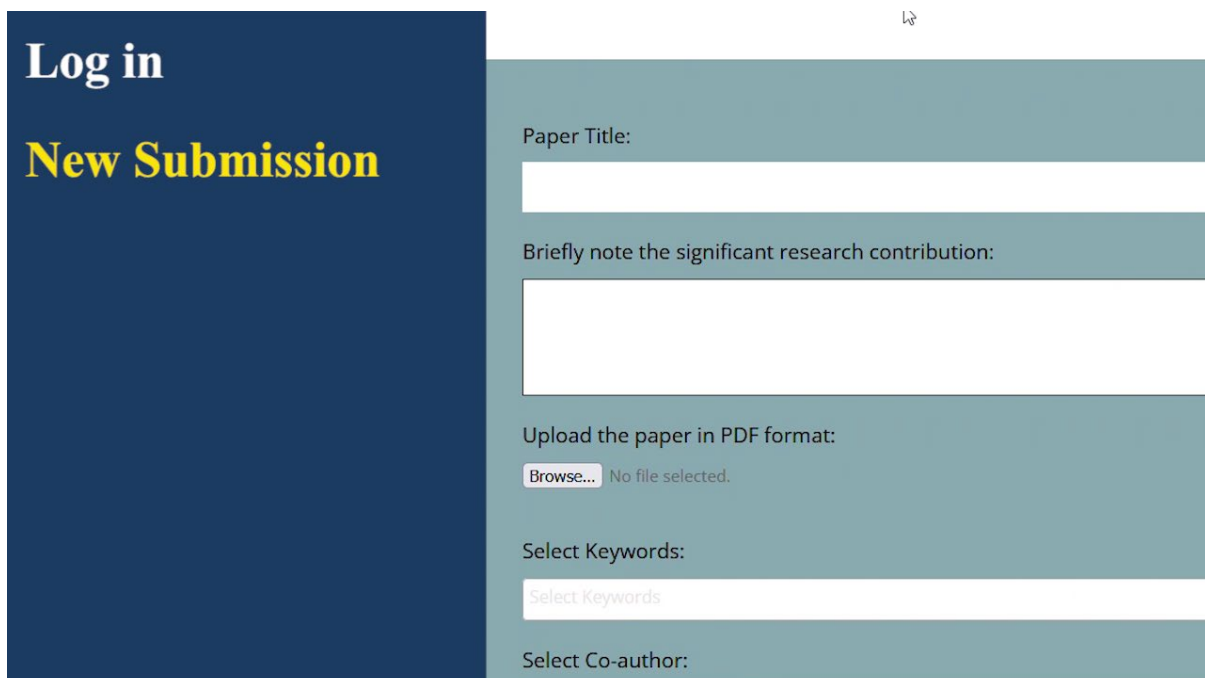 Log in
New Submission
Paper Title:
Briefly note the significant research contribution:
Upload the paper in PDF format:
Browse... No file selected.
Select Keywords:
Select Keywords
Select Co-author: